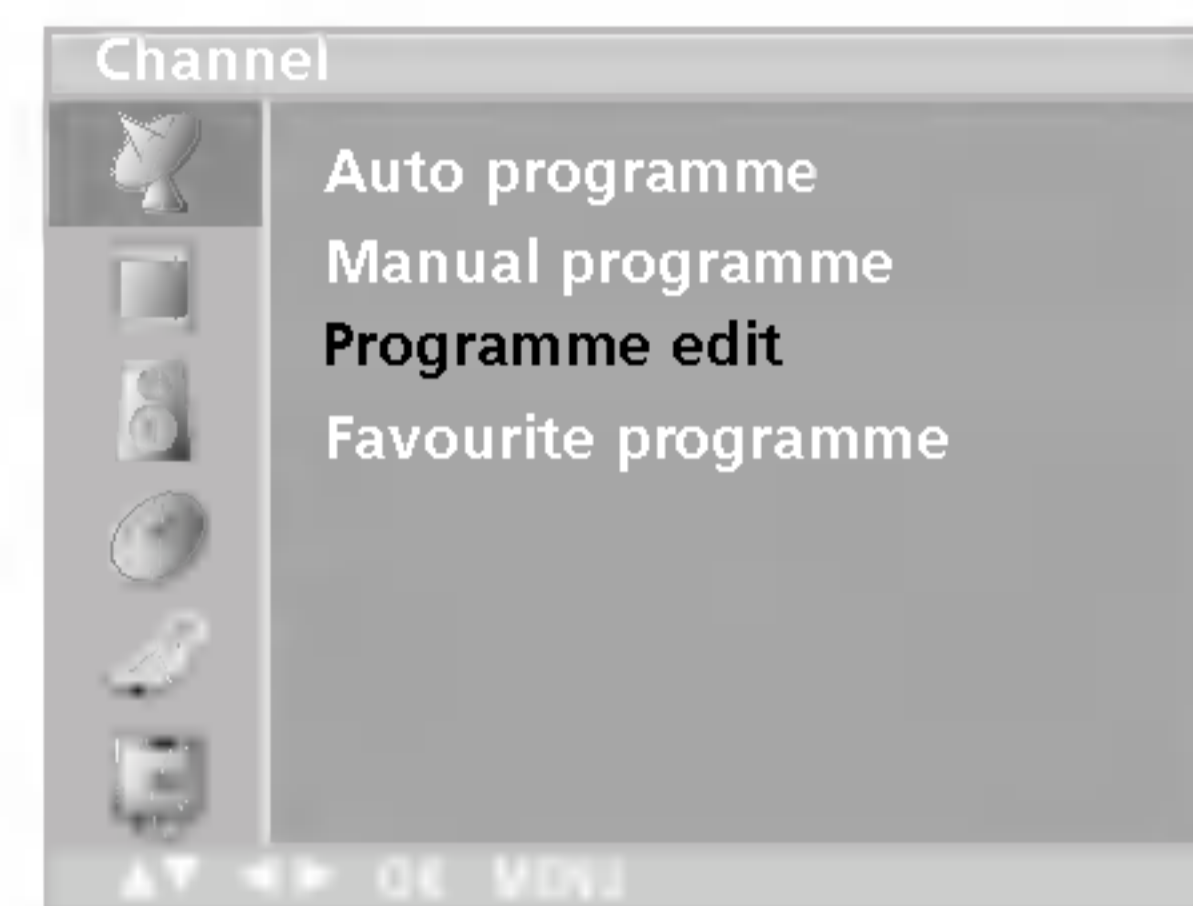 Channel
Auto programme
Manual programme
Programme edit
Favourite programme
▲▼ ◀▶ OK MENU